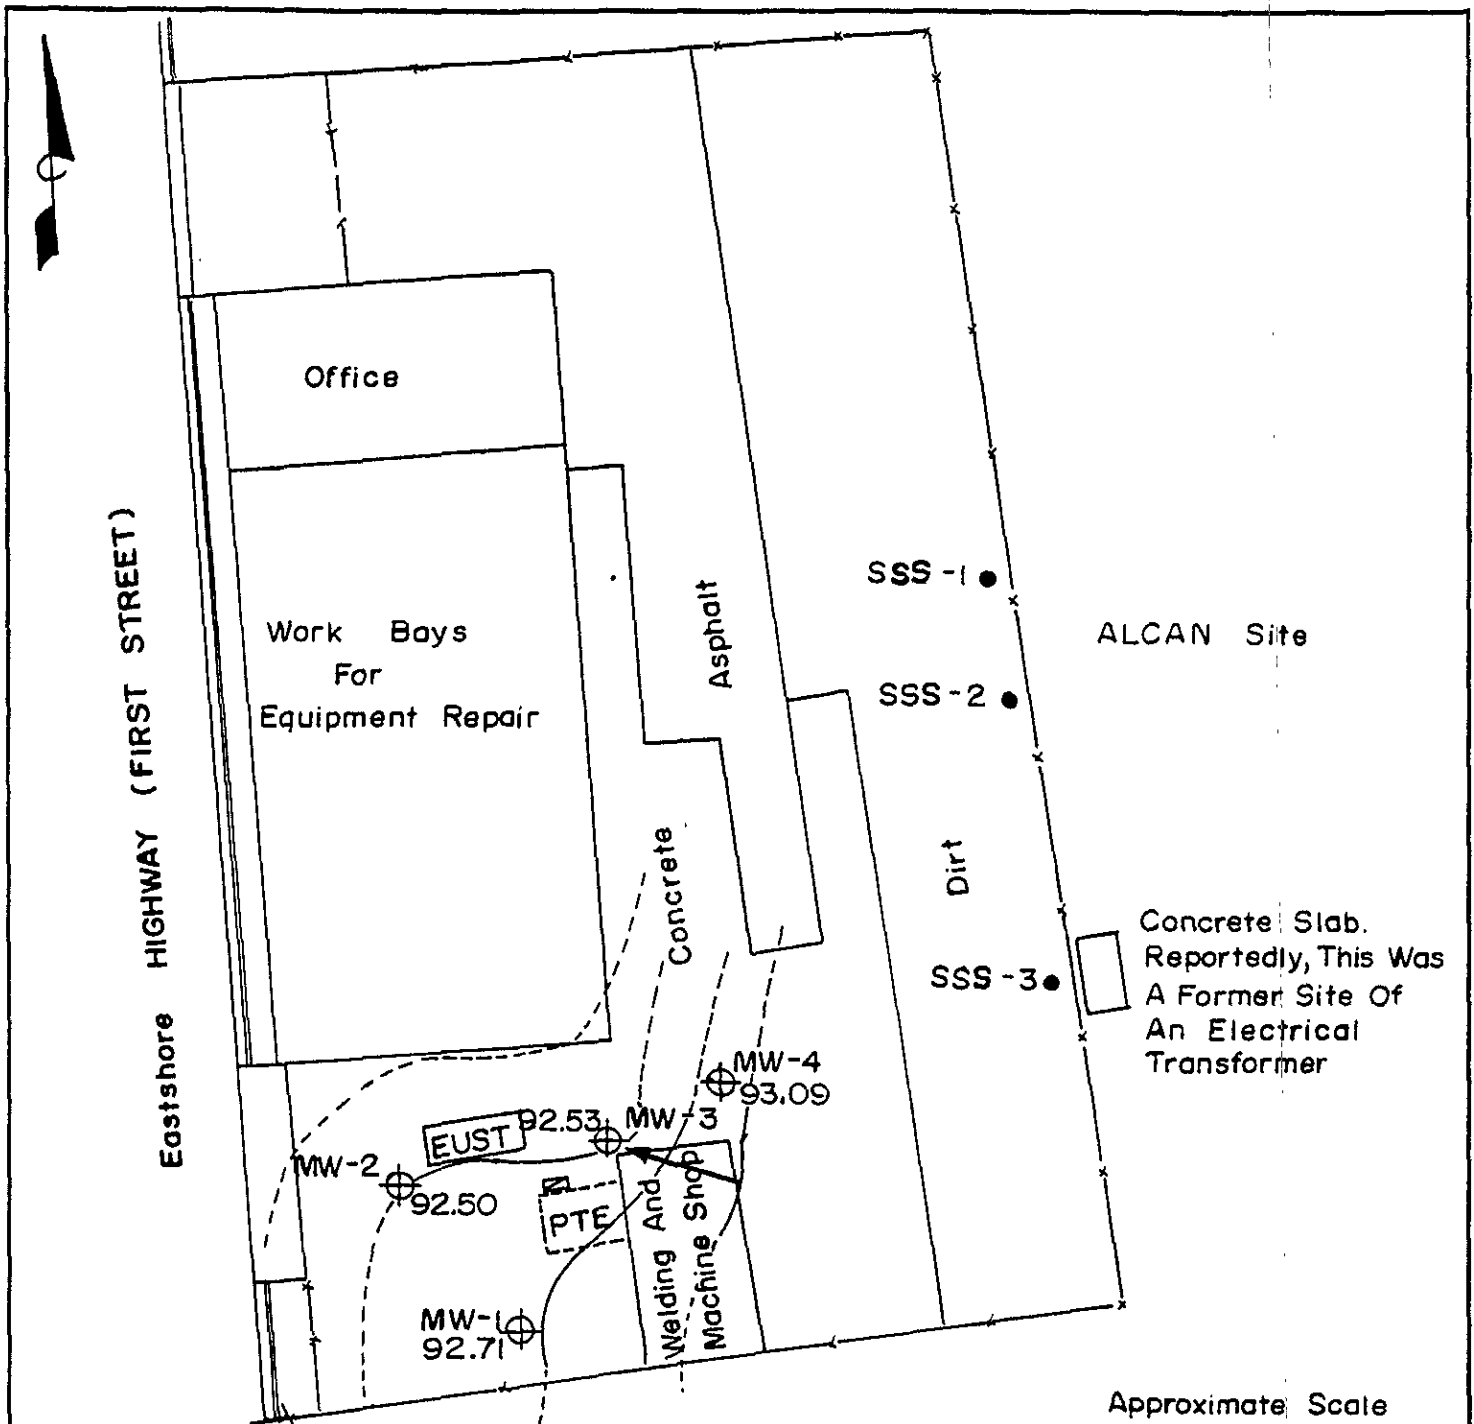 Office
Eastshore HIGHWAY (FIRST STREET)
Work Bays
For
Equipment Repair
Asphalt
SSS-1
ALCAN Site
SSS-2
Concrete
Dirt
Concrete Slab.
Reportedly, This Was
A Former Site Of
An Electrical
Transformer
SSS-3
MW-4
93.09
92.53 MW-3
EUST
MW-2
92.50
PTE
Welding And
Machine Shop
MW-1
92.71
Approximate Scale